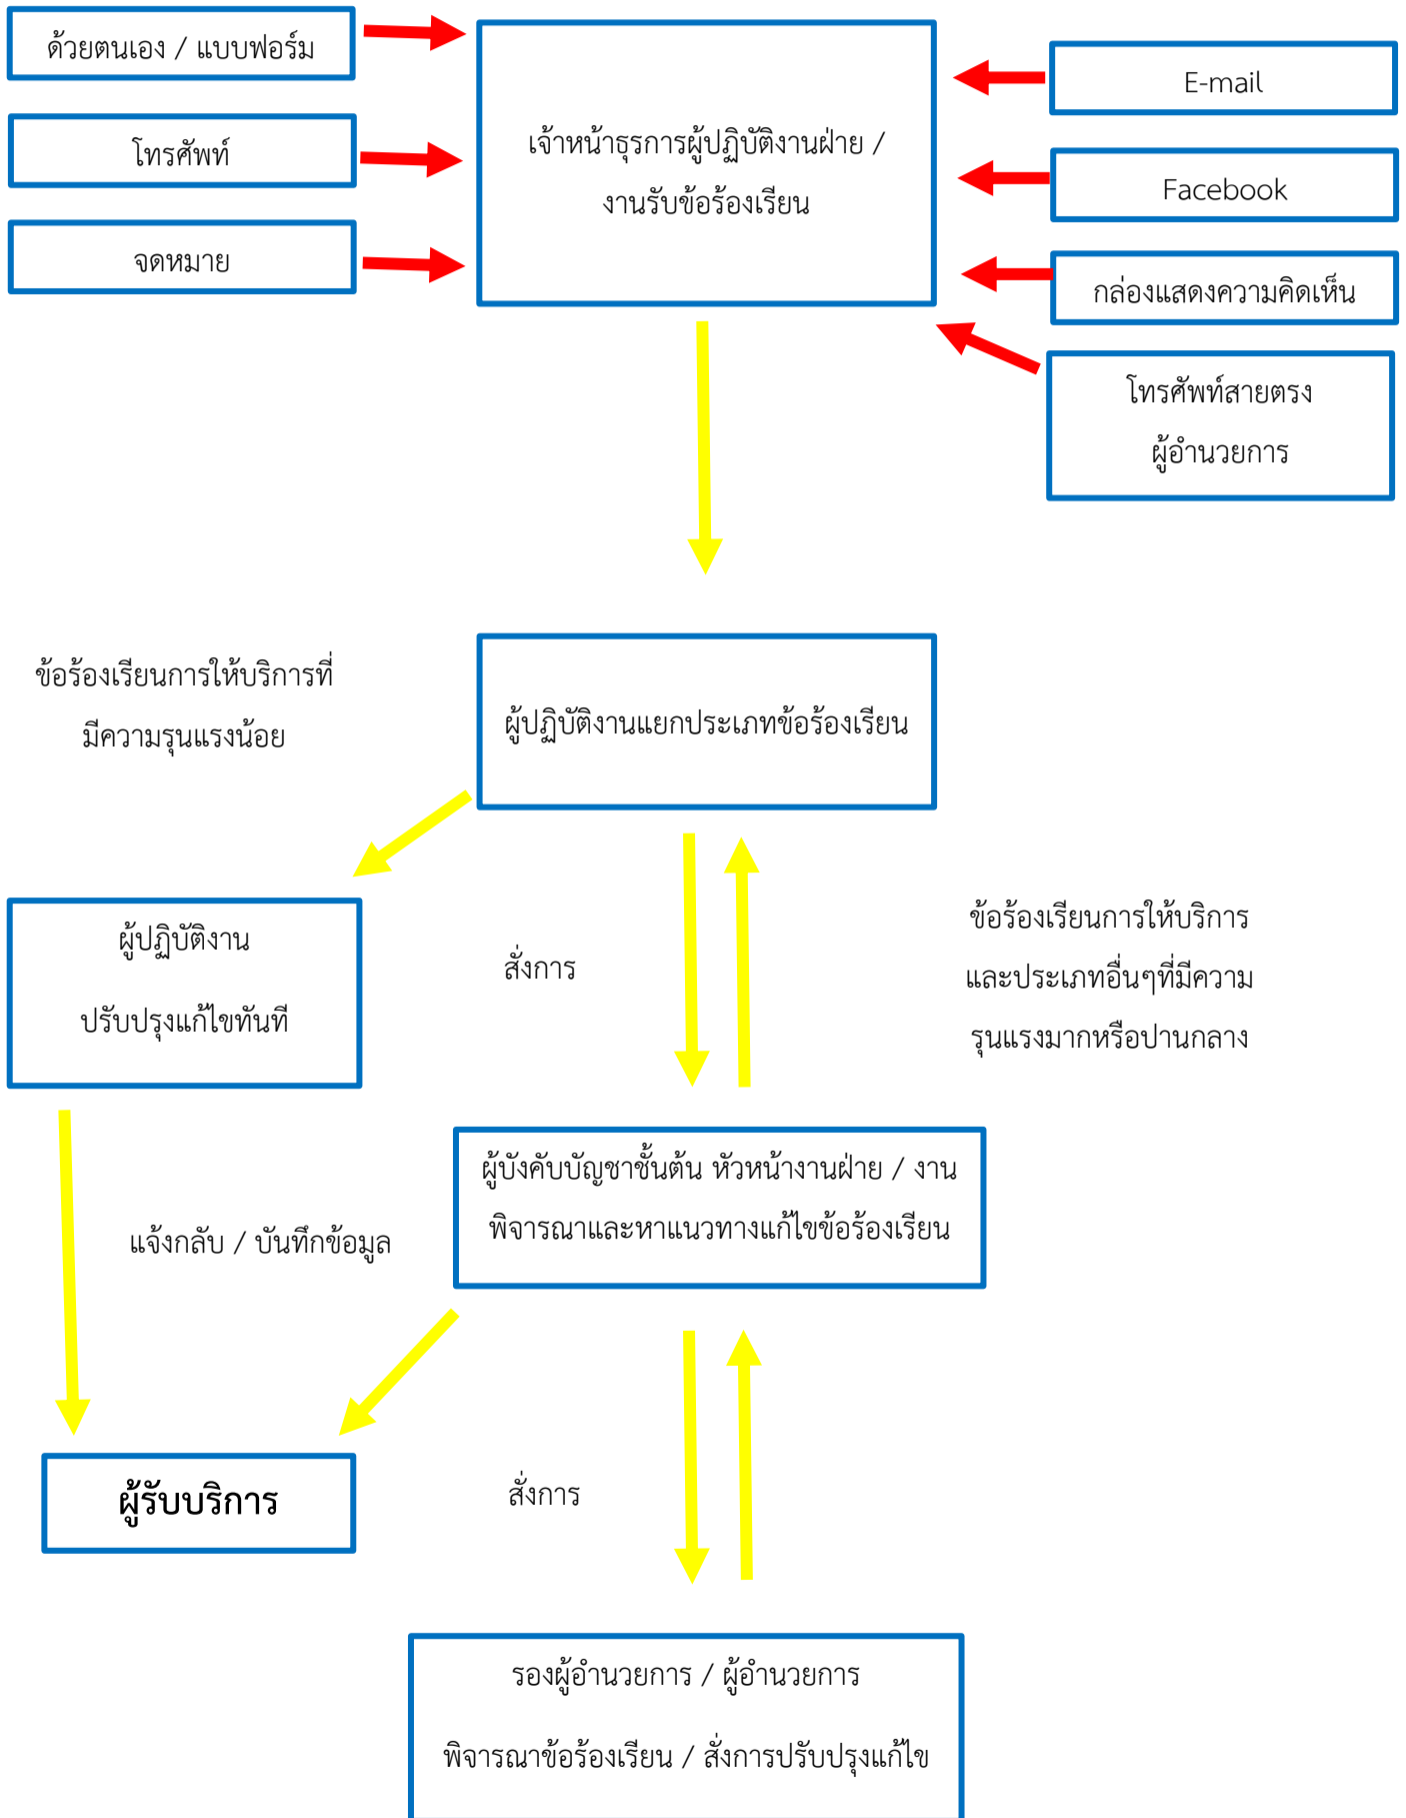 ด้วยตนเอง / แบบฟอร์ม
โทรศัพท์
จดหมาย
เจ้าหน้าธุรการผู้ปฏิบัติงานฝ่าย /
งานรับข้อร้องเรียน
E-mail
Facebook
กล่องแสดงความคิดเห็น
โทรศัพท์สายตรง
ผู้อำนวยการ
ข้อร้องเรียนการให้บริการที่
มีความรุนแรงน้อย
ผู้ปฏิบัติงานแยกประเภทข้อร้องเรียน
ผู้ปฏิบัติงาน
ปรับปรุงแก้ไขทันที
สั่งการ
ข้อร้องเรียนการให้บริการ
และประเภทอื่นๆที่มีความ
รุนแรงมากหรือปานกลาง
ผู้บังคับบัญชาชั้นต้น หัวหน้างานฝ่าย / งาน
พิจารณาและหาแนวทางแก้ไขข้อร้องเรียน
แจ้งกลับ / บันทึกข้อมูล
ผู้รับบริการ
สั่งการ
รองผู้อำนวยการ / ผู้อำนวยการ
พิจารณาข้อร้องเรียน / สั่งการปรับปรุงแก้ไข